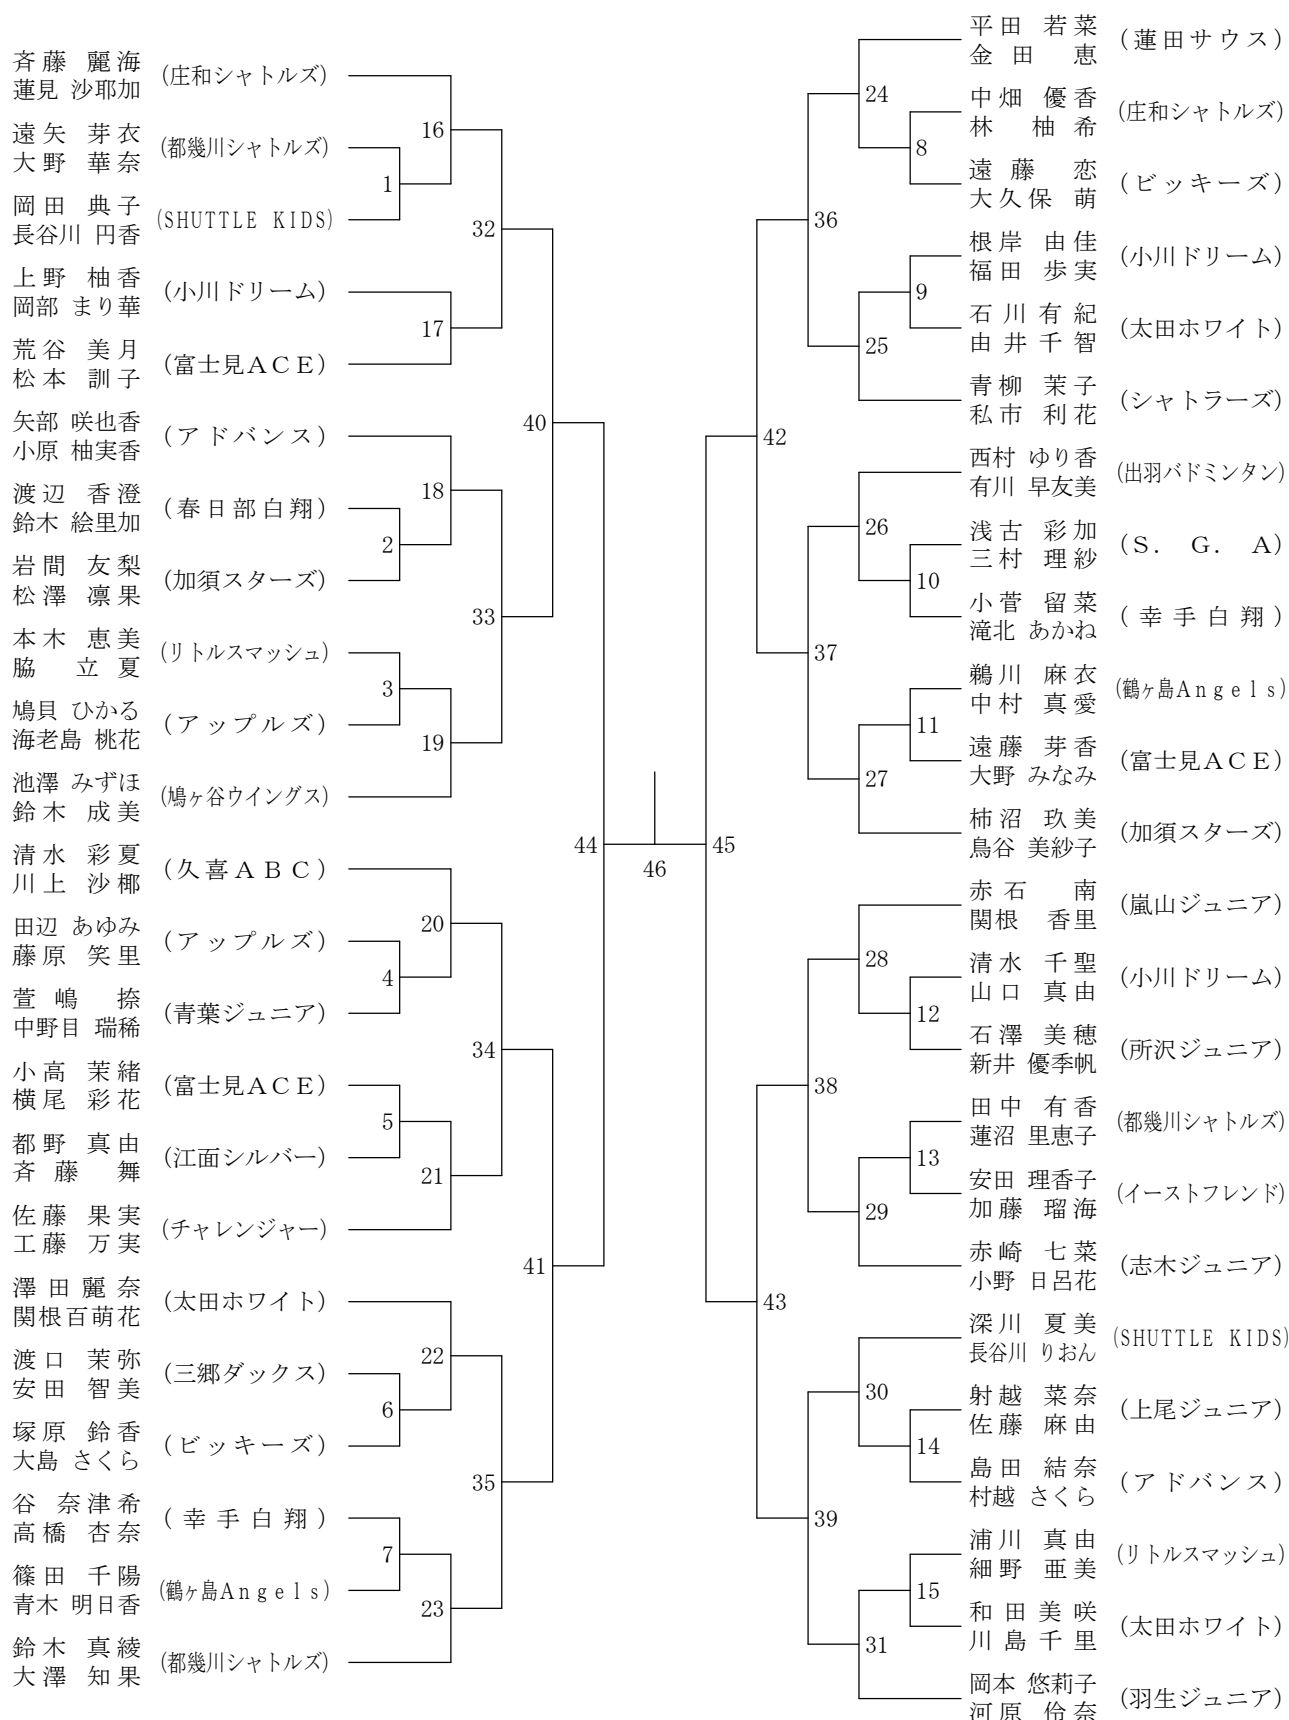 斉藤 麗海
蓮見 沙耶加
(庄和シャトルズ)
遠矢 芽衣
大野 華奈
(都幾川シャトルズ)
岡田 典子
長谷川 円香
(SHUTTLE KIDS)
上野 柚香
岡部 まり華
(小川ドリーム)
荒谷 美月
松本 訓子
(富士見ACE)
矢部 咲也香
小原 柚実香
(アドバンス)
渡辺 香澄
鈴木 絵里加
(春日部白翔)
岩間 友梨
松澤 凛果
(加須スターズ)
本木 恵美
脇 立夏
(リトルスマッシュ)
鳩貝 ひかる
海老島 桃花
(アップルズ)
池澤 みずほ
鈴木 成美
(鳩ヶ谷ウイングス)
清水 彩夏
川上 沙椰
(久喜ABC)
田辺 あゆみ
藤原 笑里
(アップルズ)
萱嶋 捺
中野目 瑞稀
(青葉ジュニア)
小高 茉緒
横尾 彩花
(富士見ACE)
都野 真由
斉藤 舞
(江面シルバー)
佐藤 果実
工藤 万実
(チャレンジャー)
澤田麗奈
関根百萌花
(太田ホワイト)
渡口 茉弥
安田 智美
(三郷ダックス)
塚原 鈴香
大島 さくら
(ビッキーズ)
谷 奈津希
高橋 杏奈
(幸手白翔)
篠田 千陽
青木 明日香
(鶴ヶ島Angels)
鈴木 真綾
大澤 知果
(都幾川シャトルズ)
1
2
3
4
5
6
7
16
17
18
19
20
21
22
23
32
33
34
35
40
41
44
46
45
42
43
36
37
38
39
24
25
26
27
28
29
30
31
8
9
10
11
12
13
14
15
平田 若菜
金田 恵
(蓮田サウス)
中畑 優香
林 柚希
(庄和シャトルズ)
遠藤 恋
大久保 萌
(ビッキーズ)
根岸 由佳
福田 歩実
(小川ドリーム)
石川有紀
由井千智
(太田ホワイト)
青柳 茉子
私市 利花
(シャトラーズ)
西村 ゆり香
有川 早友美
(出羽バドミンタン)
浅古 彩加
三村 理紗
(S. G. A)
小菅 留菜
滝北 あかね
(幸手白翔)
鵜川 麻衣
中村 真愛
(鶴ヶ島Angels)
遠藤 芽香
大野 みなみ
(富士見ACE)
柿沼 玖美
鳥谷 美紗子
(加須スターズ)
赤石 南
関根 香里
(嵐山ジュニア)
清水 千聖
山口 真由
(小川ドリーム)
石澤 美穂
新井 優季帆
(所沢ジュニア)
田中 有香
蓮沼 里恵子
(都幾川シャトルズ)
安田 理香子
加藤 瑠海
(イーストフレンド)
赤崎 七菜
小野 日呂花
(志木ジュニア)
深川 夏美
長谷川 りおん
(SHUTTLE KIDS)
射越 菜奈
佐藤 麻由
(上尾ジュニア)
島田 結奈
村越 さくら
(アドバンス)
浦川 真由
細野 亜美
(リトルスマッシュ)
和田美咲
川島千里
(太田ホワイト)
岡本 悠莉子
河原 伶奈
(羽生ジュニア)